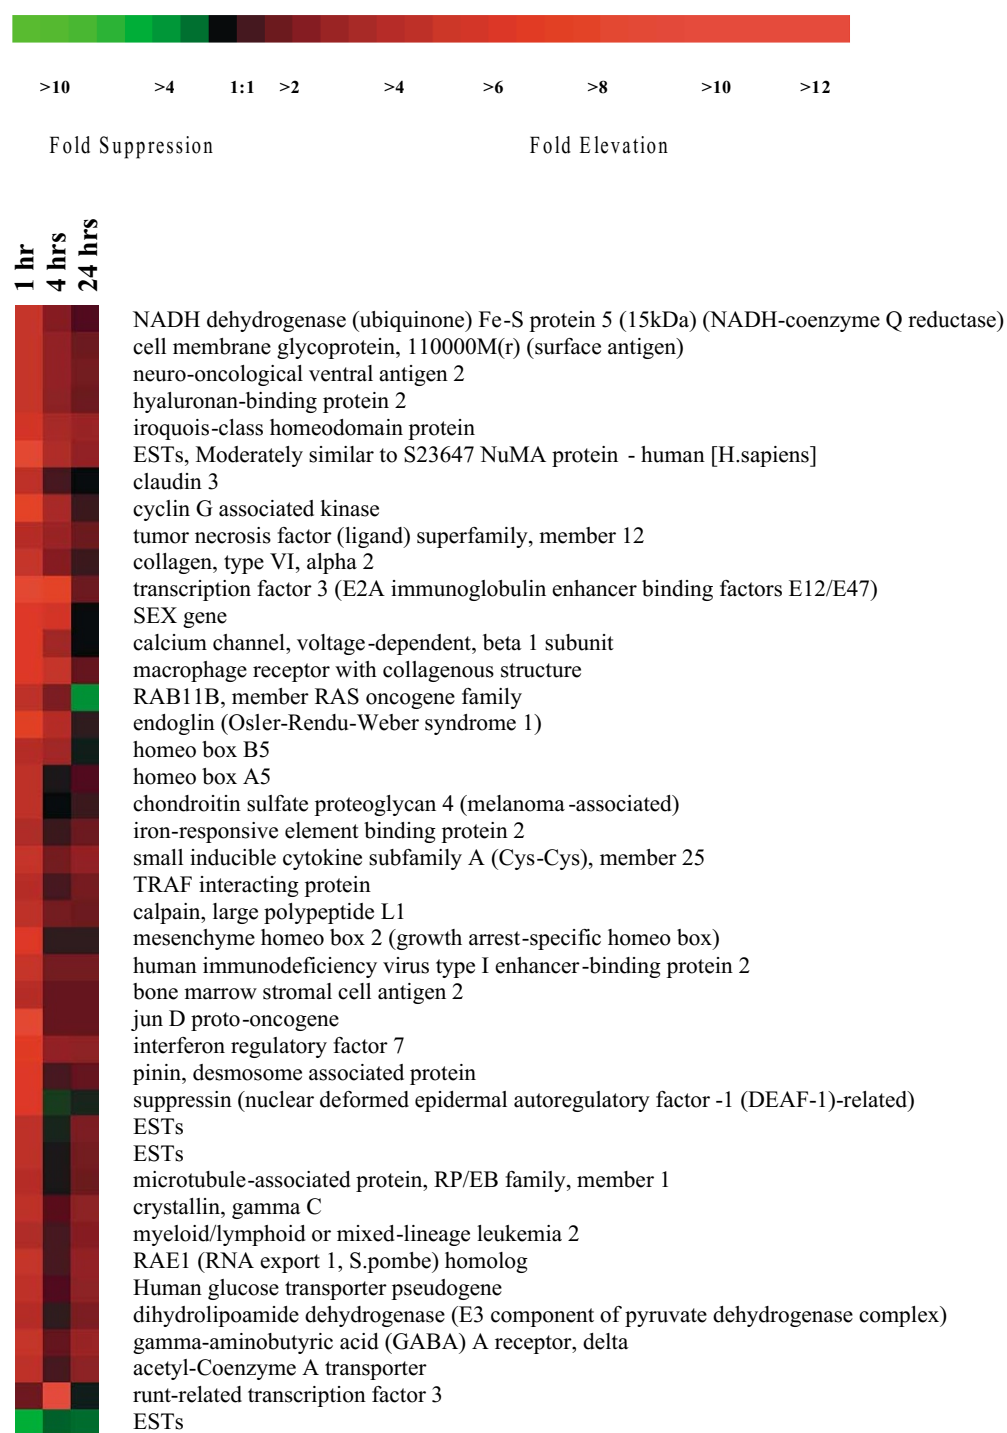 >10 >4 1:1 >2 >4 >6 >8 >10 >12
Fold Suppression Fold Elevation
1 hr 4 hrs 24 hrs
NADH dehydrogenase (ubiquinone) Fe-S protein 5 (15kDa) (NADH-coenzyme Q reductase)
cell membrane glycoprotein, 110000M(r) (surface antigen)
neuro-oncological ventral antigen 2
hyaluronan-binding protein 2
iroquois-class homeodomain protein
ESTs, Moderately similar to S23647 NuMA protein - human [H.sapiens]
claudin 3
cyclin G associated kinase
tumor necrosis factor (ligand) superfamily, member 12
collagen, type VI, alpha 2
transcription factor 3 (E2A immunoglobulin enhancer binding factors E12/E47)
SEX gene
calcium channel, voltage-dependent, beta 1 subunit
macrophage receptor with collagenous structure
RAB11B, member RAS oncogene family
endoglin (Osler-Rendu-Weber syndrome 1)
homeo box B5
homeo box A5
chondroitin sulfate proteoglycan 4 (melanoma-associated)
iron-responsive element binding protein 2
small inducible cytokine subfamily A (Cys-Cys), member 25
TRAF interacting protein
calpain, large polypeptide L1
mesenchyme homeo box 2 (growth arrest-specific homeo box)
human immunodeficiency virus type I enhancer-binding protein 2
bone marrow stromal cell antigen 2
jun D proto-oncogene
interferon regulatory factor 7
pinin, desmosome associated protein
suppressin (nuclear deformed epidermal autoregulatory factor -1 (DEAF-1)-related)
ESTs
ESTs
microtubule-associated protein, RP/EB family, member 1
crystallin, gamma C
myeloid/lymphoid or mixed-lineage leukemia 2
RAE1 (RNA export 1, S.pombe) homolog
Human glucose transporter pseudogene
dihydrolipoamide dehydrogenase (E3 component of pyruvate dehydrogenase complex)
gamma-aminobutyric acid (GABA) A receptor, delta
acetyl-Coenzyme A transporter
runt-related transcription factor 3
ESTs